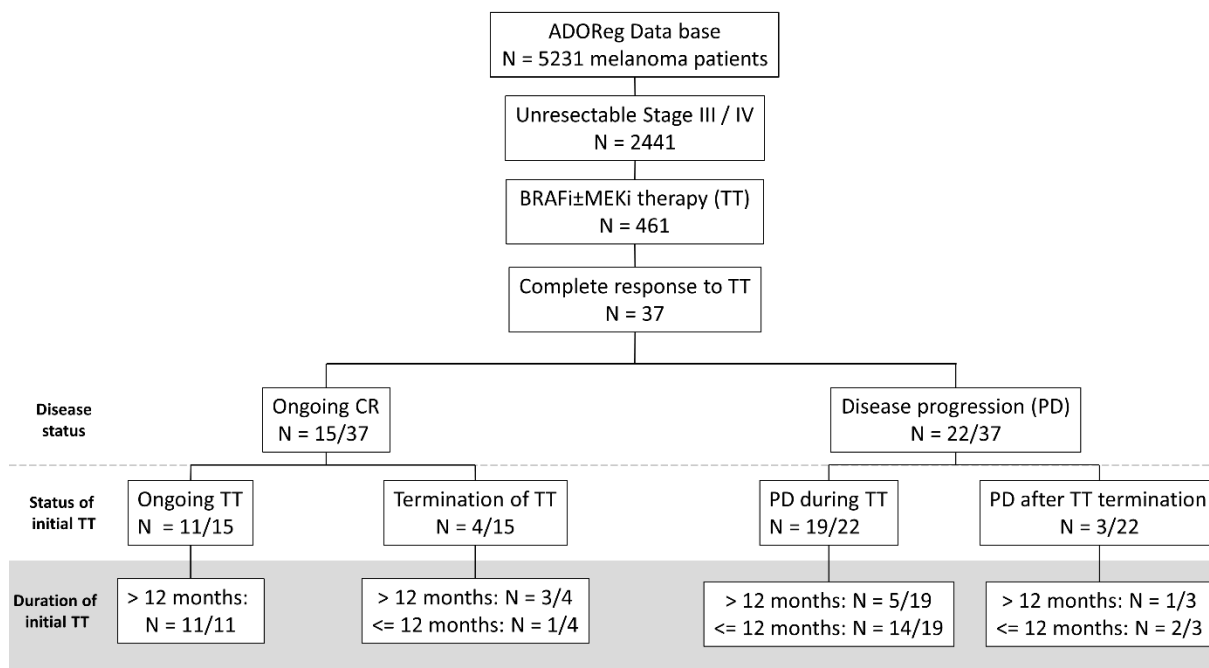 ADOReg Data base
N = 5231 melanoma patients
Unresectable Stage III / IV
N = 2441
BRAFi±MEKi therapy (TT)
N = 461
Complete response to TT
N = 37
Disease
status
Ongoing CR
N = 15/37
Disease progression (PD)
N = 22/37
Status of
initial TT
Ongoing TT
N = 11/15
Termination of TT
N = 4/15
PD during TT
N = 19/22
PD after TT termination
N = 3/22
Duration of
initial TT
> 12 months:
N = 11/11
> 12 months: N = 3/4
<= 12 months: N = 1/4
> 12 months: N = 5/19
<= 12 months: N = 14/19
> 12 months: N = 1/3
<= 12 months: N = 2/3